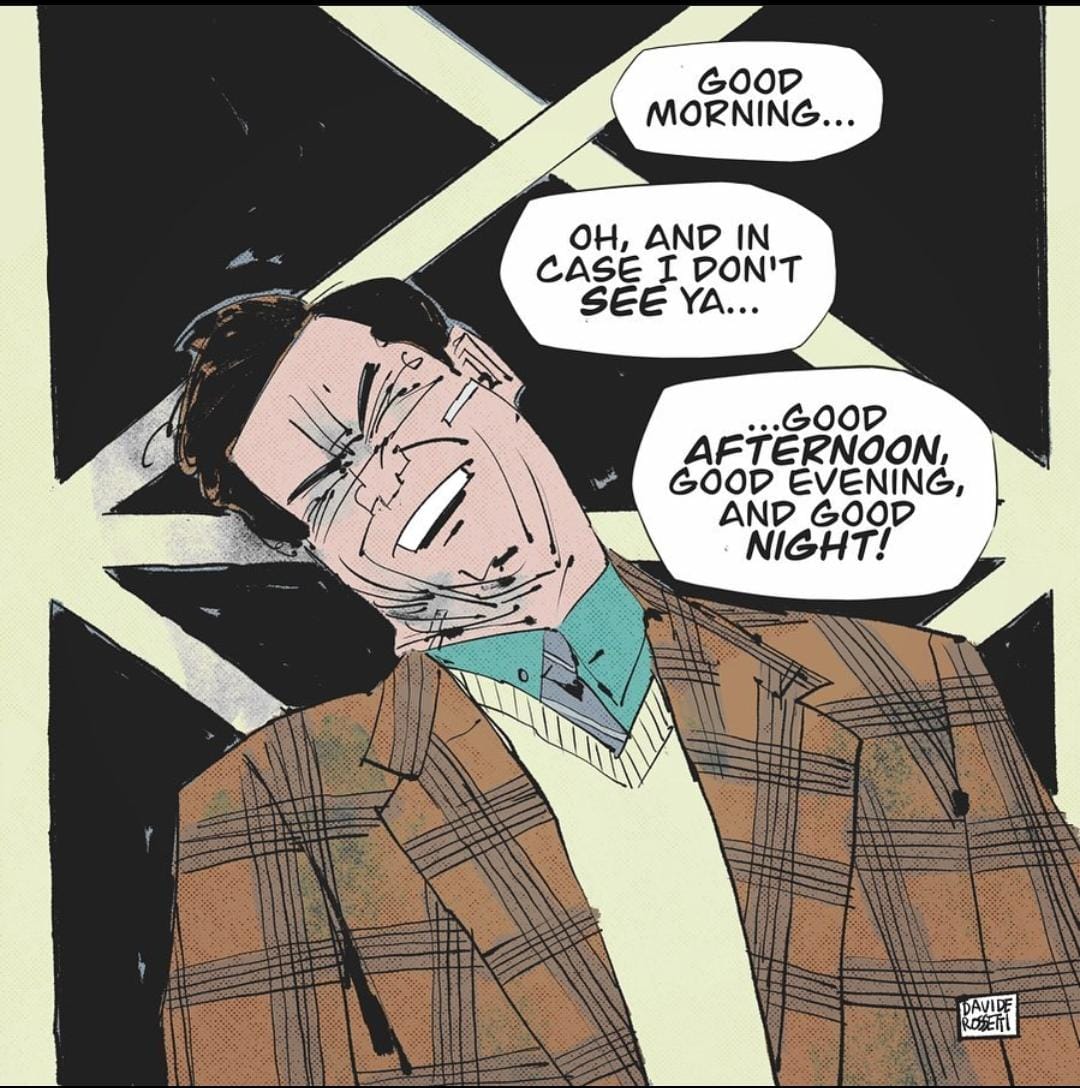 GOOD
MORNING...
OH, AND IN
CASE I DON'T
SEE YA...
...GOOD
AFTERNOON,
GOOD EVENING,
AND GOOD
NIGHT!
DAVIDE
ROSSETTI